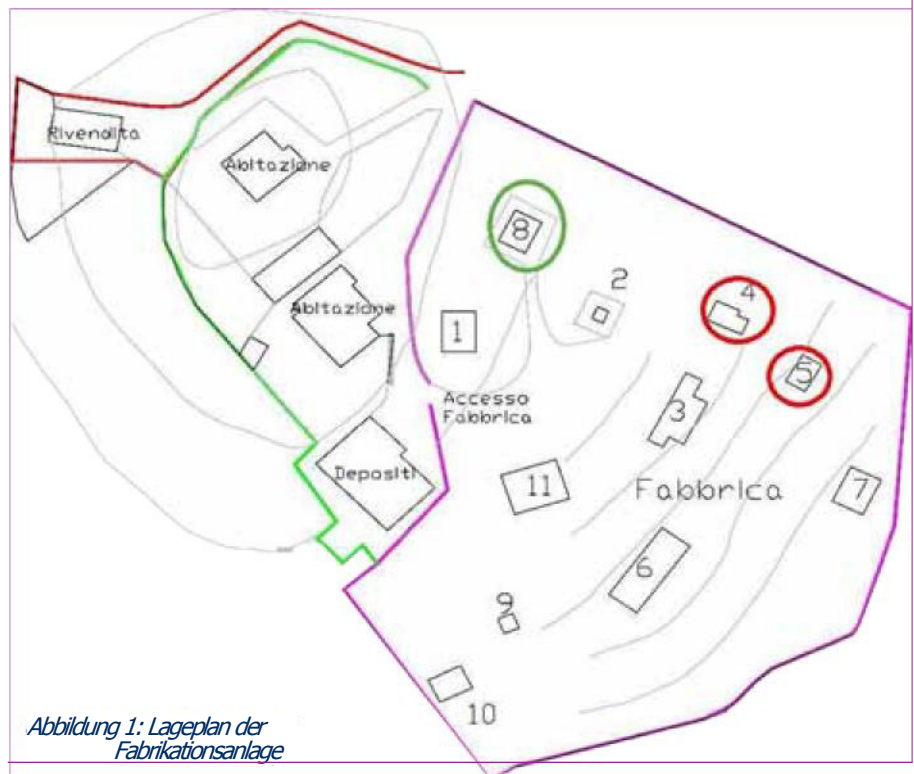 Rivendita
Abitazione
8
2
4
Abitazione
1
5
Accesso
Fabbrica
3
Depositi
11
Fabbrica
7
6
9
10
Abbildung 1: Lageplan der
Fabrikationsanlage